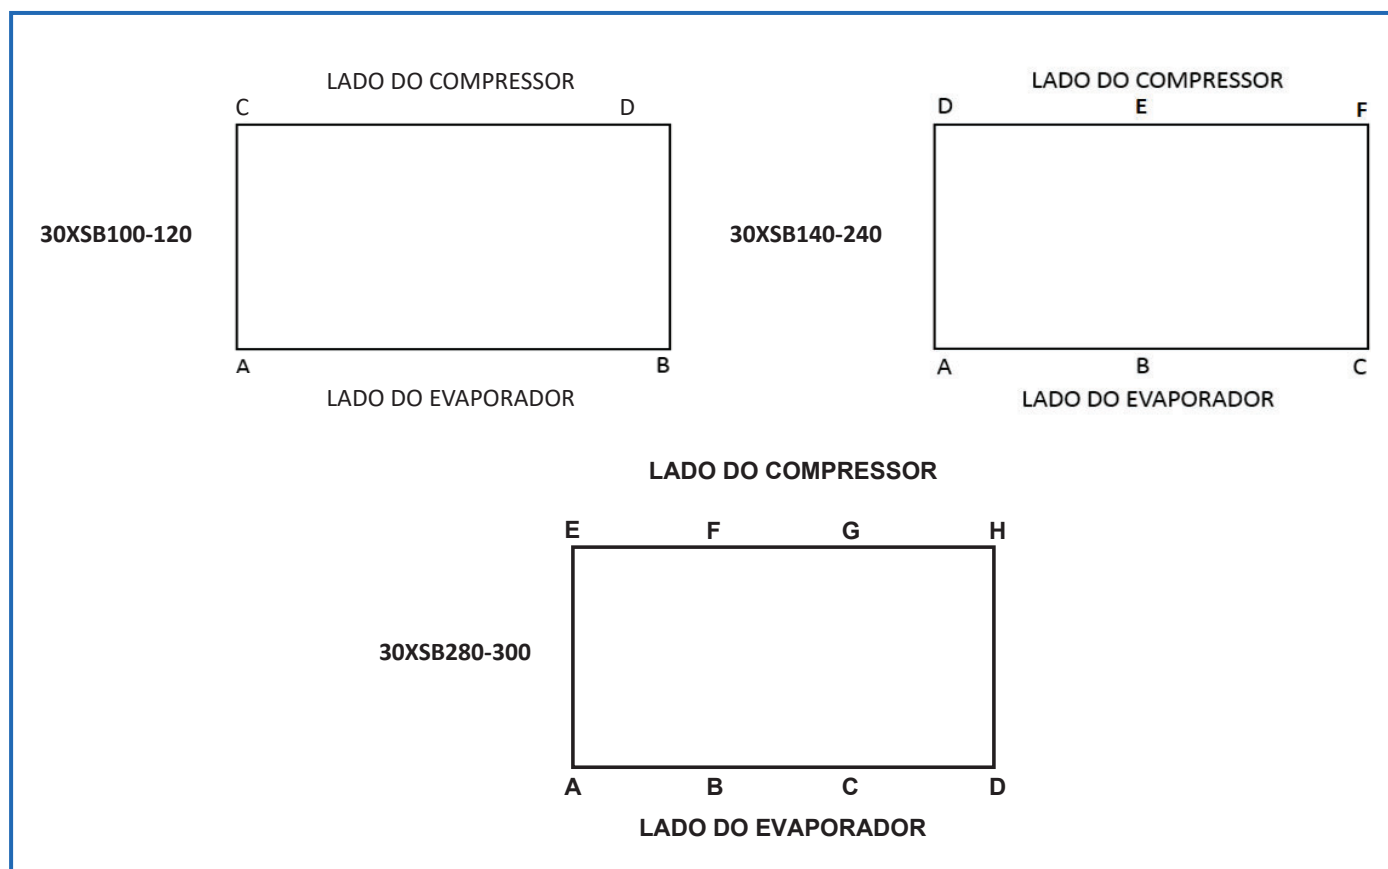 LADO DO COMPRESSOR
C D
30XSB100-120
A B
LADO DO EVAPORADOR
LADO DO COMPRESSOR
D E F
30XSB140-240
A B C
LADO DO EVAPORADOR
LADO DO COMPRESSOR
E F G H
30XSB280-300
A B C D
LADO DO EVAPORADOR